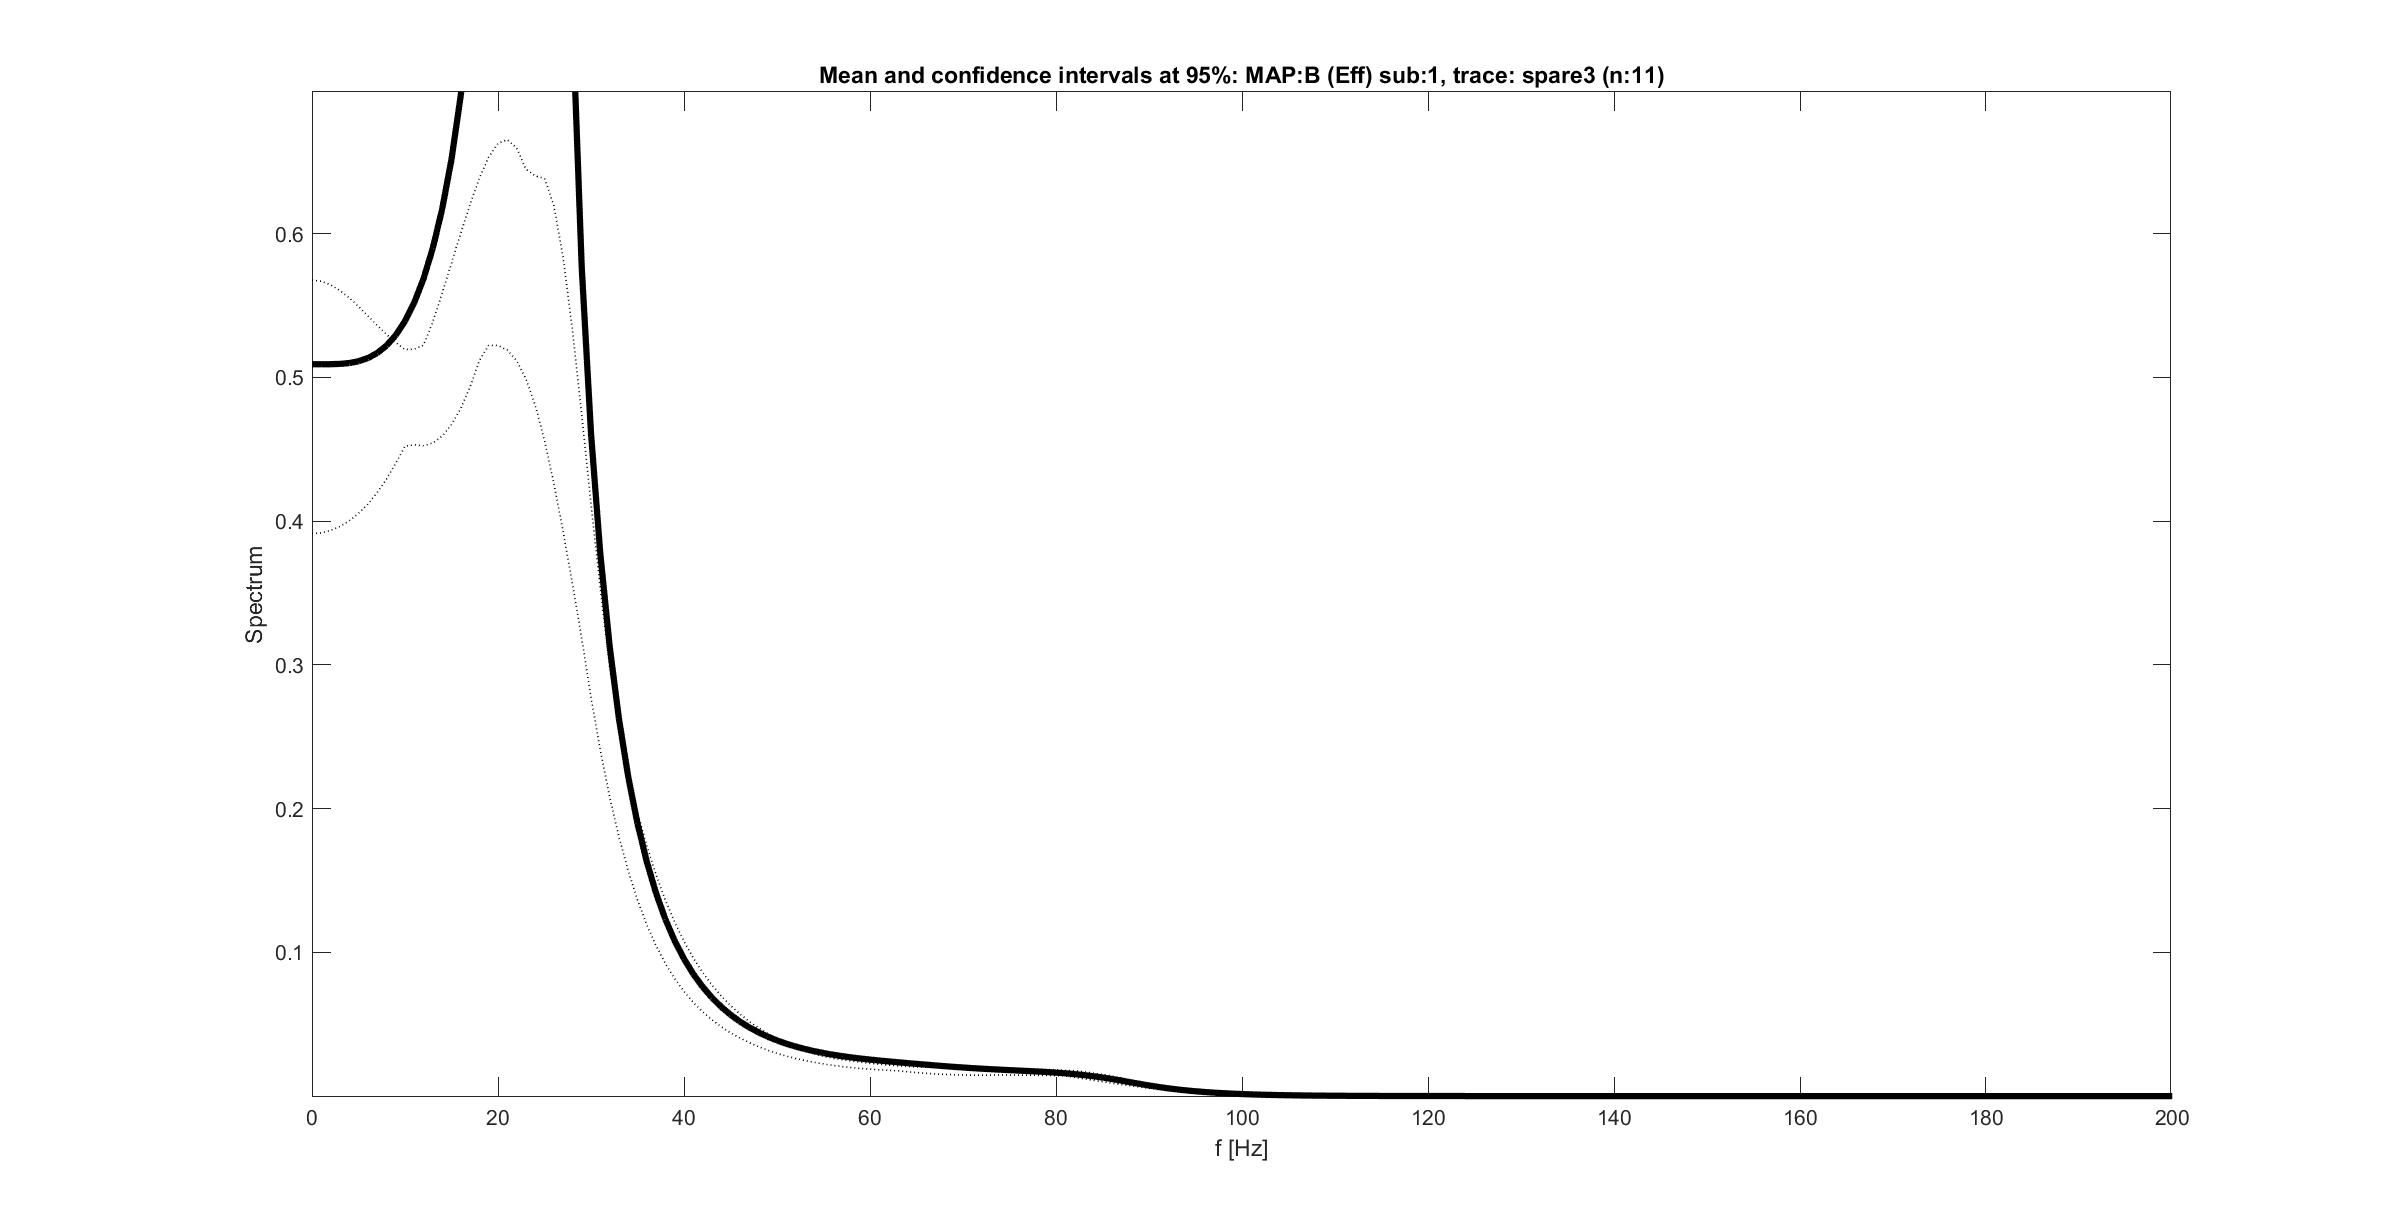 Mean and confidence intervals at 95%: MAP:B (Eff) sub:1, trace: spare3 (n:11)
0.6
0.5
0.4
0.3
0.2
0.1
Spectrum
0 20 40 60 80 100 120 140 160 180 200
f [Hz]